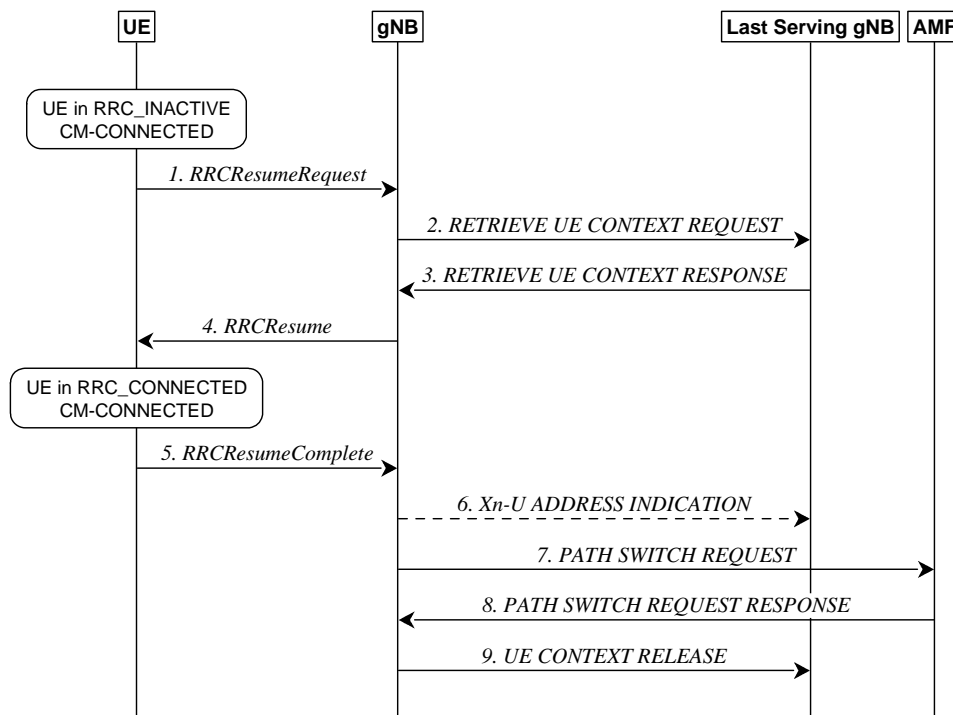 UE
gNB
Last Serving gNB
AMF
UE in RRC_INACTIVE
CM-CONNECTED
1. RRCResumeRequest
2. RETRIEVE UE CONTEXT REQUEST
3. RETRIEVE UE CONTEXT RESPONSE
4. RRCResume
UE in RRC_CONNECTED
CM-CONNECTED
5. RRCResumeComplete
6. Xn-U ADDRESS INDICATION
7. PATH SWITCH REQUEST
8. PATH SWITCH REQUEST RESPONSE
9. UE CONTEXT RELEASE